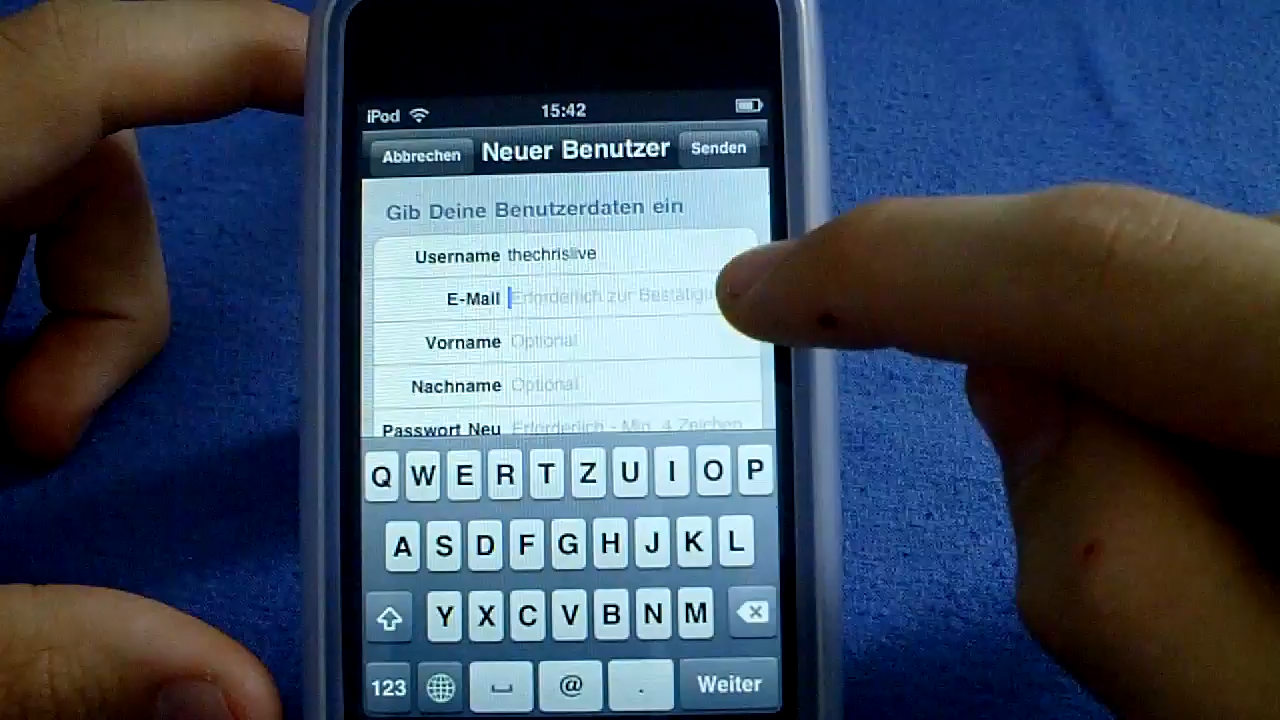 iPod 15:42
Abbrechen Neuer Benutzer Senden
Gib Deine Benutzerdaten ein
Username thechrislive
E-Mail Erforderlich zur
Vorname Optional
Nachname Optional
Passwort Neu Erforderlich - Min. 4 Zeichen
Q W E R T Z U I O P
A S D F G H J K L
Y X C V B N M
123 @ . Weiter